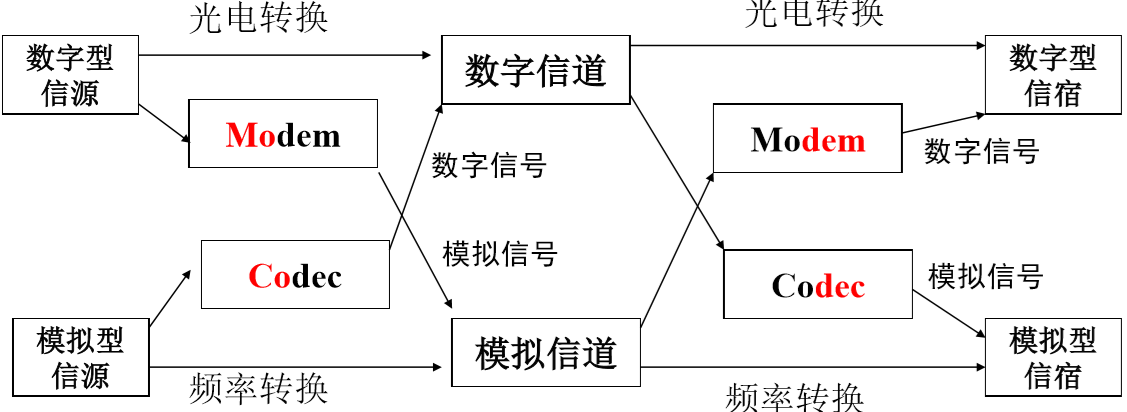 光电转换
光电转换
数字型
信源
数字信道
数字型
信宿
Modem
Modem
数字信号
数字信号
模拟信号
Codec
Codec
模拟信号
模拟型
信源
模拟信道
模拟型
信宿
频率转换
频率转换